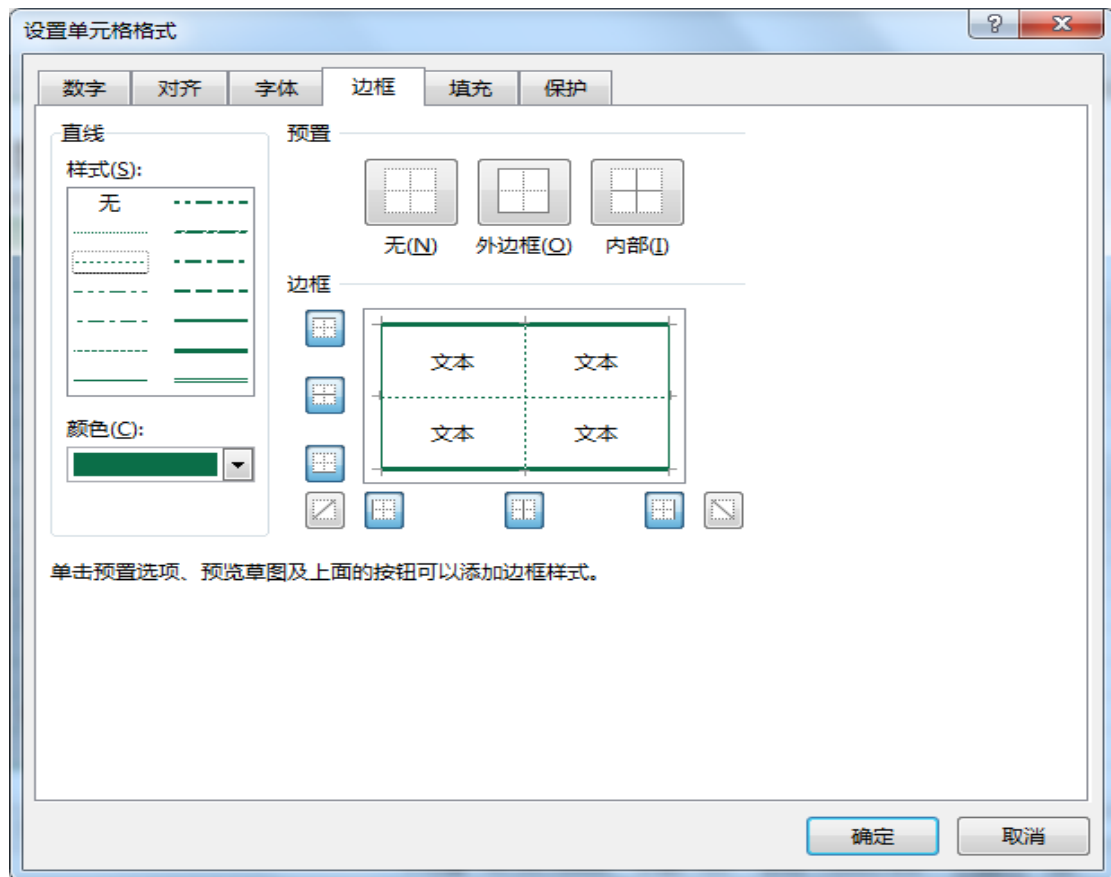 设置单元格格式
数字 对齐 字体 边框 填充 保护
直线
样式(S):
无
颜色(C):
预置
无(N) 外边框(O) 内部(I)
边框
文本 文本
文本 文本
单击预置选项、预览草图及上面的按钮可以添加边框样式。
确定 取消